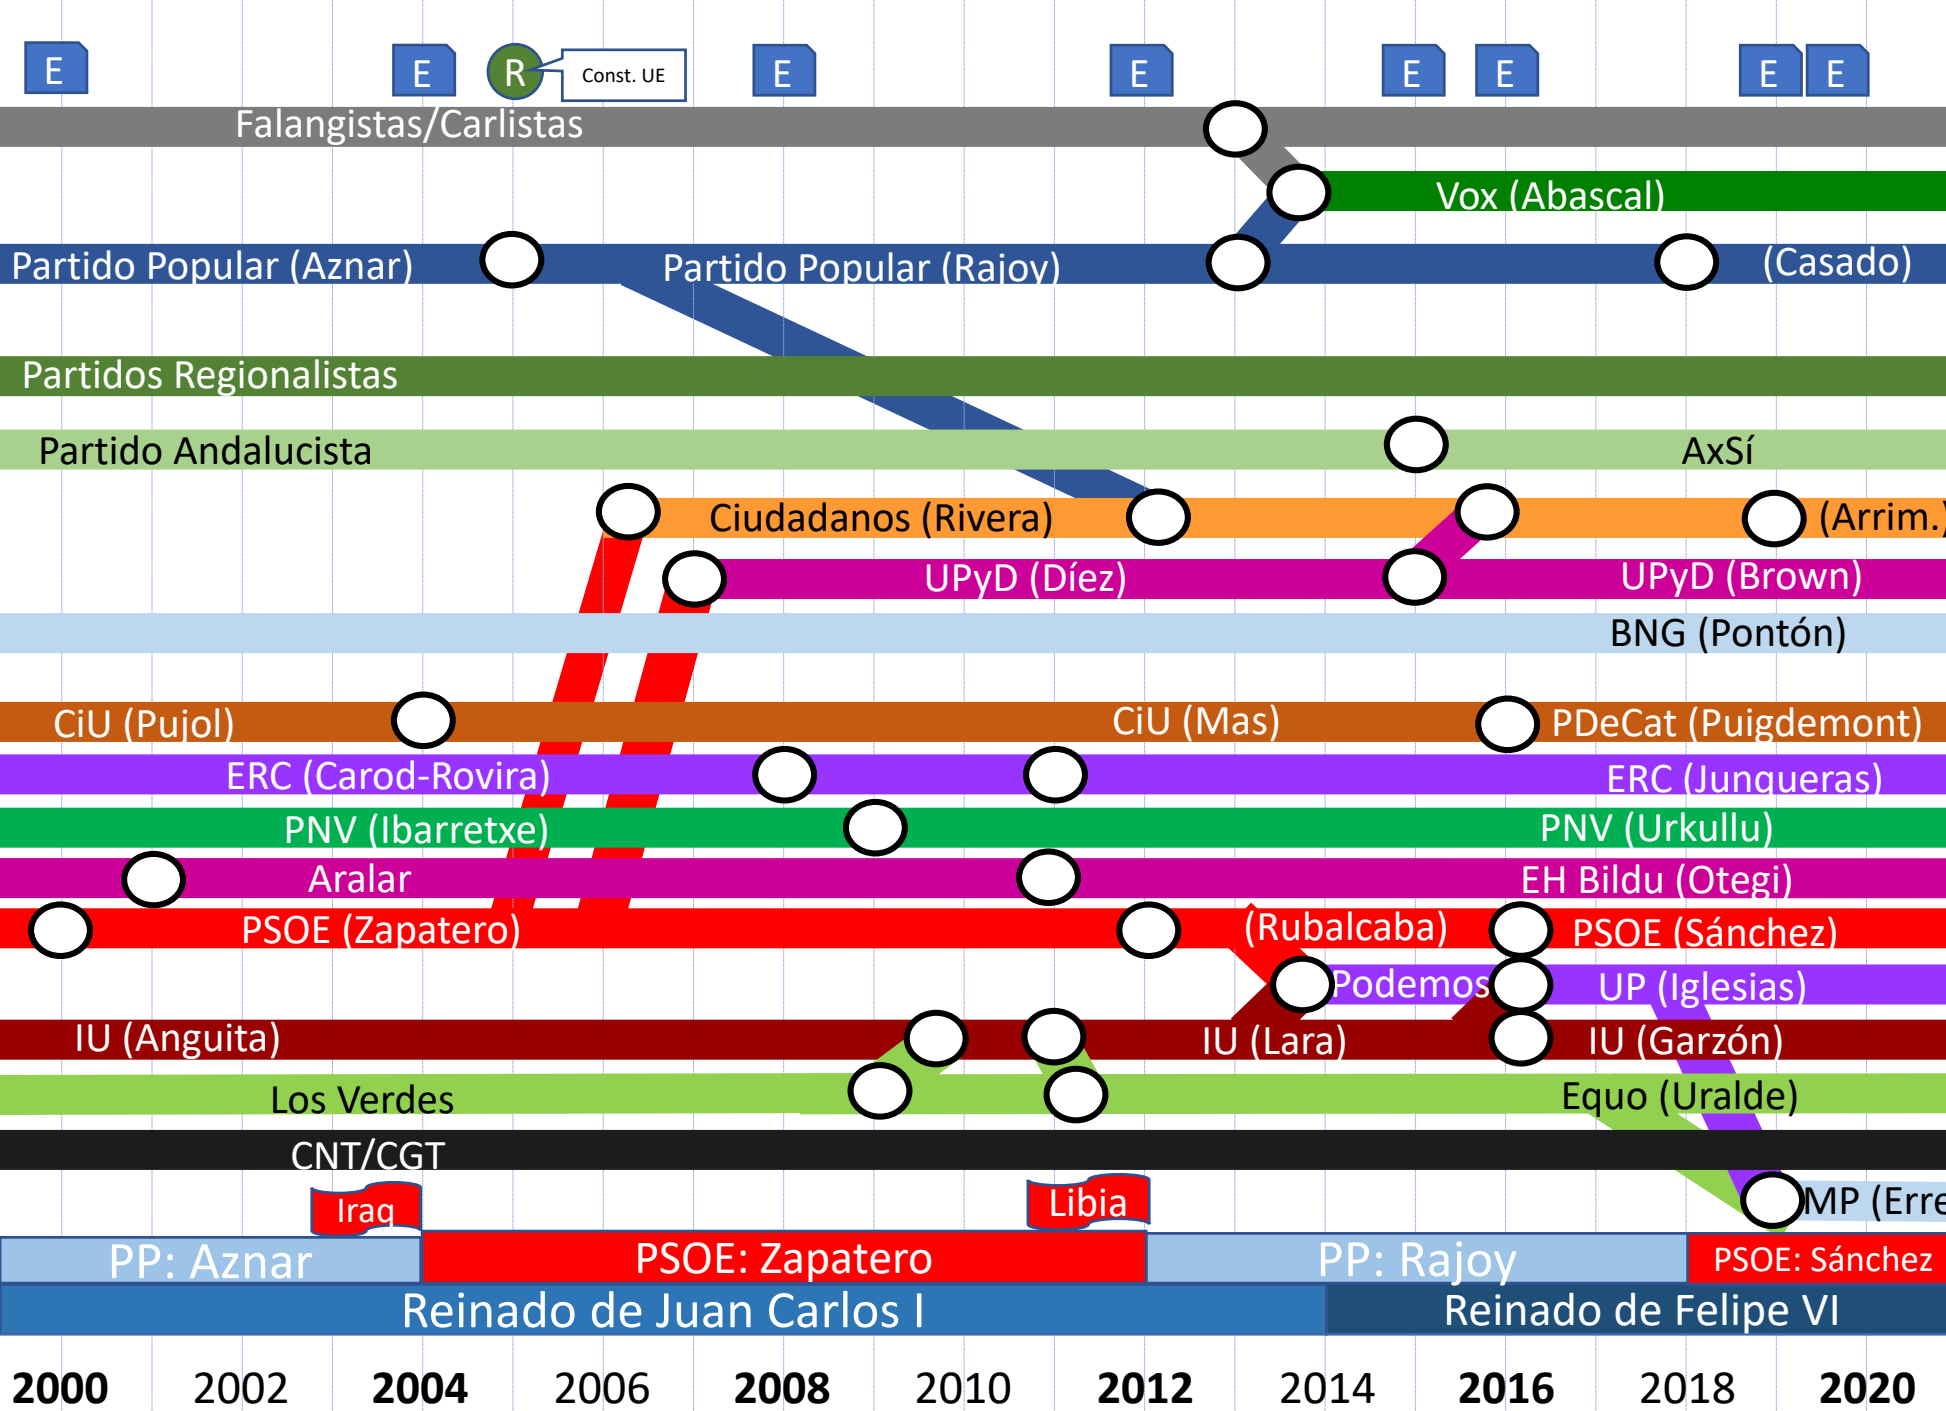 E E R Const. UE E E E E E E
Falangistas/Carlistas
Vox (Abascal)
Partido Popular (Aznar) Partido Popular (Rajoy) (Casado)
Partidos Regionalistas
Partido Andalucista AxSí
Ciudadanos (Rivera) (Arrim.)
UPyD (Díez) UPyD (Brown)
BNG (Pontón)
CiU (Pujol) CiU (Mas) PDeCat (Puigdemont)
ERC (Carod-Rovira) ERC (Junqueras)
PNV (Ibarretxe) PNV (Urkullu)
Aralar EH Bildu (Otegi)
PSOE (Zapatero) (Rubalcaba) PSOE (Sánchez)
Podemos UP (Iglesias)
IU (Anguita) IU (Lara) IU (Garzón)
Los Verdes Equo (Uralde)
CNT/CGT
Iraq Libia MP (Erre
PP: Aznar PSOE: Zapatero PP: Rajoy PSOE: Sánchez
Reinado de Juan Carlos I Reinado de Felipe VI
2000 2002 2004 2006 2008 2010 2012 2014 2016 2018 2020